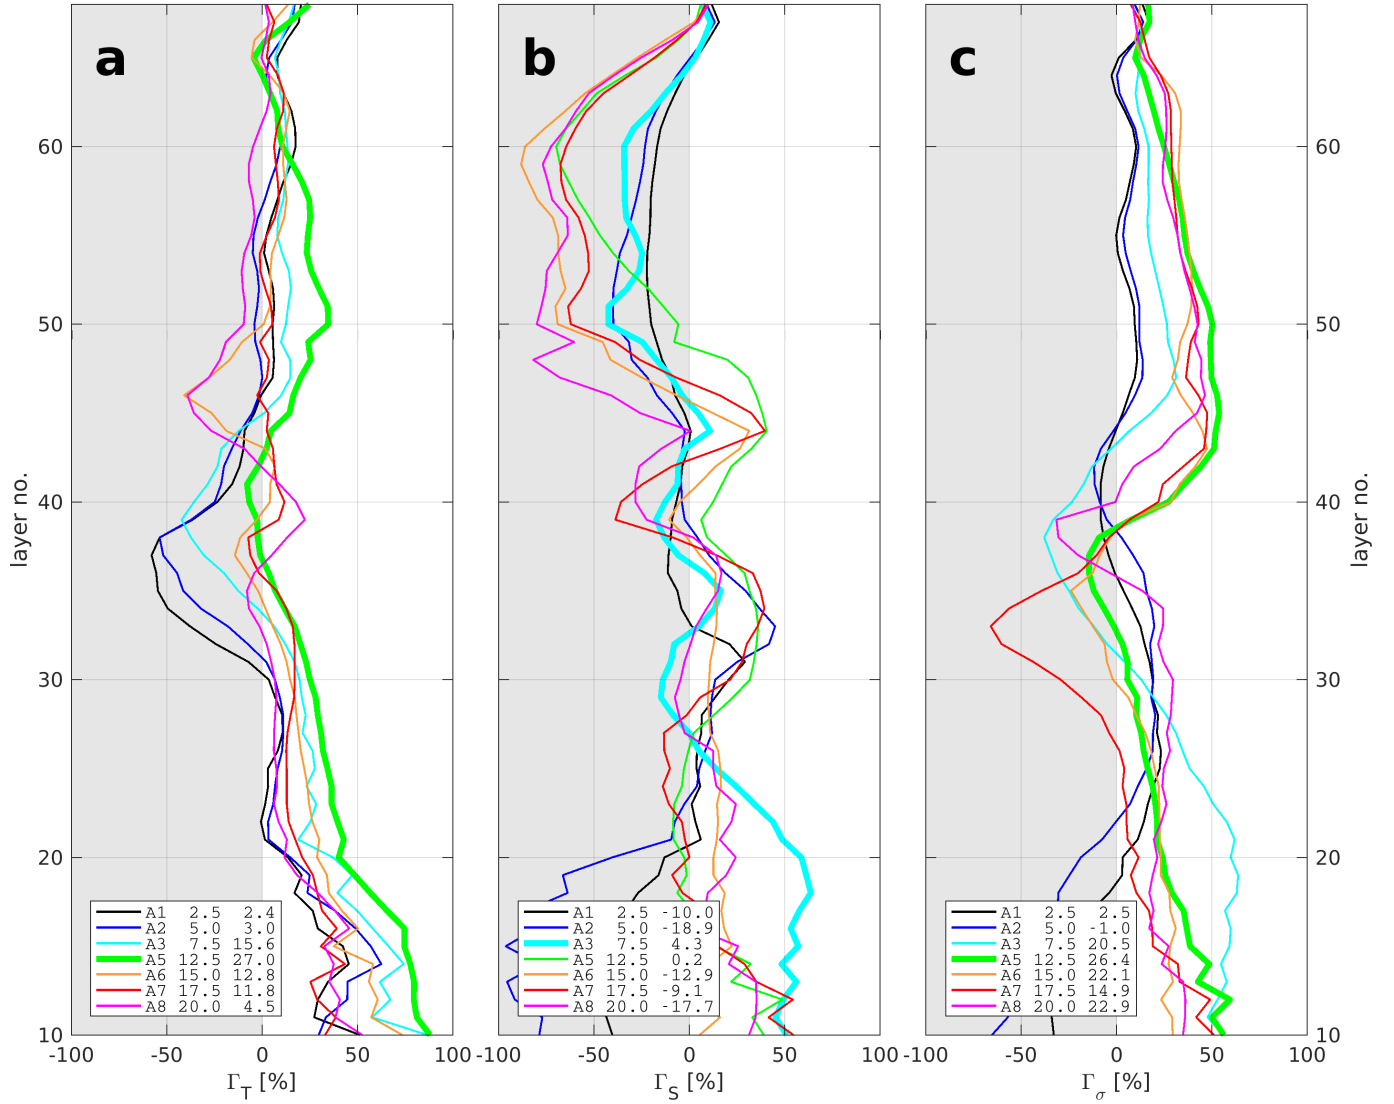 a
b
c
60
50
40
30
20
10
layer no.
60
50
40
30
20
10
layer no.
A1 2.5 2.4
A2 5.0 3.0
A3 7.5 15.6
A5 12.5 27.0
A6 15.0 12.8
A7 17.5 11.8
A8 20.0 4.5
A1 2.5 -10.0
A2 5.0 -18.9
A3 7.5 4.3
A5 12.5 0.2
A6 15.0 -12.9
A7 17.5 -9.1
A8 20.0 -17.7
A1 2.5 2.5
A2 5.0 -1.0
A3 7.5 20.5
A5 12.5 26.4
A6 15.0 22.1
A7 17.5 14.9
A8 20.0 22.9
-100 -50 0 50 100
-100 -50 0 50 100
-100 -50 0 50 100
Γ_T [%]
Γ_S [%]
Γ_σ [%]